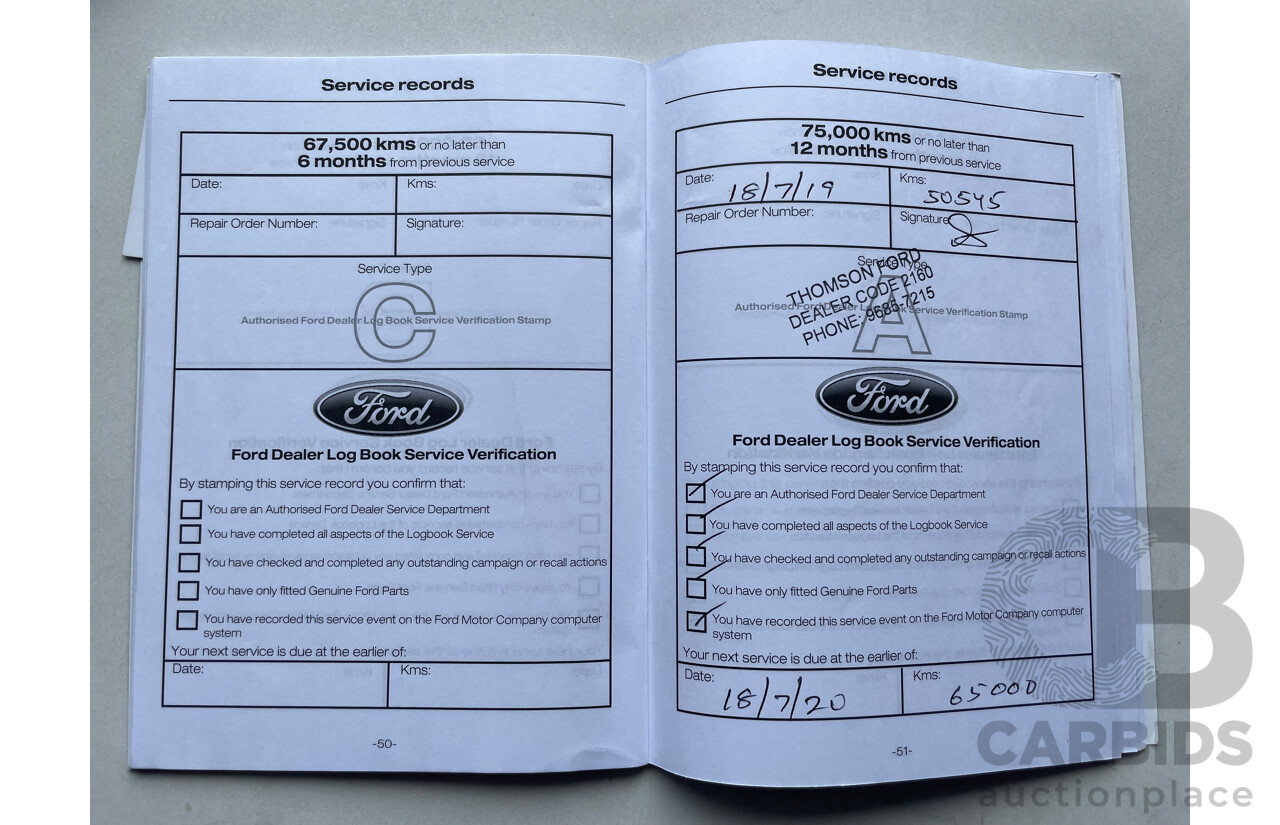 Service records
67,500 kms or no later than
6 months from previous service
Date:
Kms:
Repair Order Number:
Signature:
Service Type
C
Authorised Ford Dealer Log Book Service Verification Stamp
Ford
Ford Dealer Log Book Service Verification
By stamping this service record you confirm that:
You are an Authorised Ford Dealer Service Department
You have completed all aspects of the Logbook Service
You have checked and completed any outstanding campaign or recall actions
You have only fitted Genuine Ford Parts
You have recorded this service event on the Ford Motor Company computer
system
Your next service is due at the earlier of:
Date:
Kms:
-50-
Service records
75,000 kms or no later than
12 months from previous service
Date: 18/7/19
Kms: 50545
Repair Order Number:
Signature
Service Type
THOMSON FORD
DEALER CODE 2160
PHONE: 9685-7215
A
Authorised Ford Dealer Log Book Service Verification Stamp
Ford
Ford Dealer Log Book Service Verification
By stamping this service record you confirm that:
You are an Authorised Ford Dealer Service Department
You have completed all aspects of the Logbook Service
You have checked and completed any outstanding campaign or recall actions
You have only fitted Genuine Ford Parts
You have recorded this service event on the Ford Motor Company computer
system
Your next service is due at the earlier of:
Date: 18/7/20
Kms: 65000
-51-
CARBIDS
auctionplace